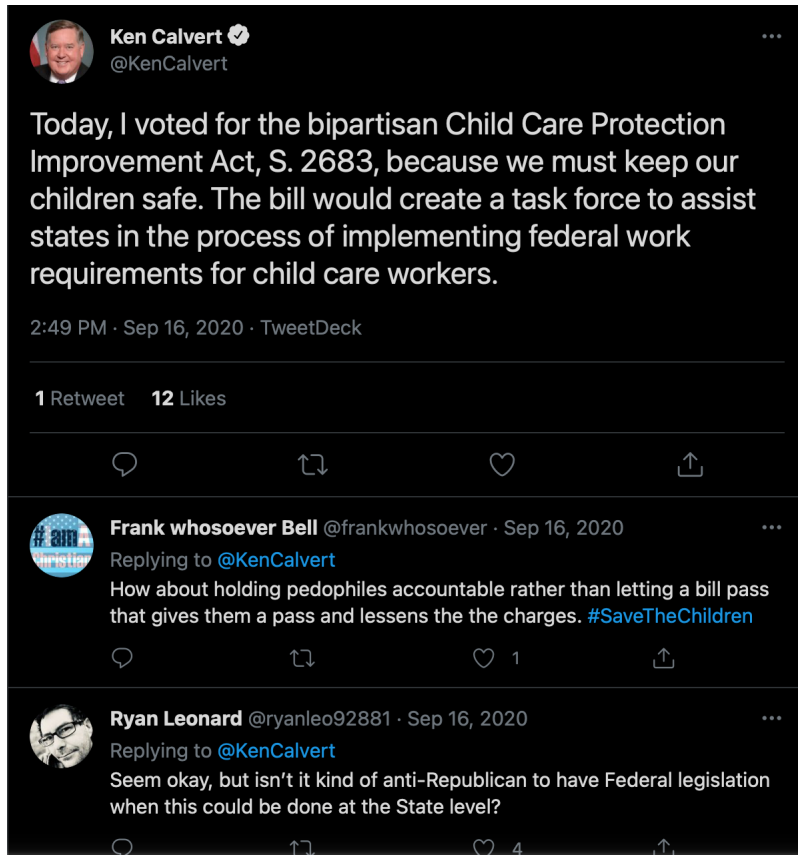 Ken Calvert
@KenCalvert
Today, I voted for the bipartisan Child Care Protection
Improvement Act, S. 2683, because we must keep our
children safe. The bill would create a task force to assist
states in the process of implementing federal work
requirements for child care workers.
2:49 PM · Sep 16, 2020 · TweetDeck
1 Retweet 12 Likes
#IamA
Christian
Frank whosoever Bell @frankwhosoever · Sep 16, 2020
Replying to @KenCalvert
How about holding pedophiles accountable rather than letting a bill pass
that gives them a pass and lessens the the charges. #SaveTheChildren
1
Ryan Leonard @ryanleo92881 · Sep 16, 2020
Replying to @KenCalvert
Seem okay, but isn't it kind of anti-Republican to have Federal legislation
when this could be done at the State level?
4